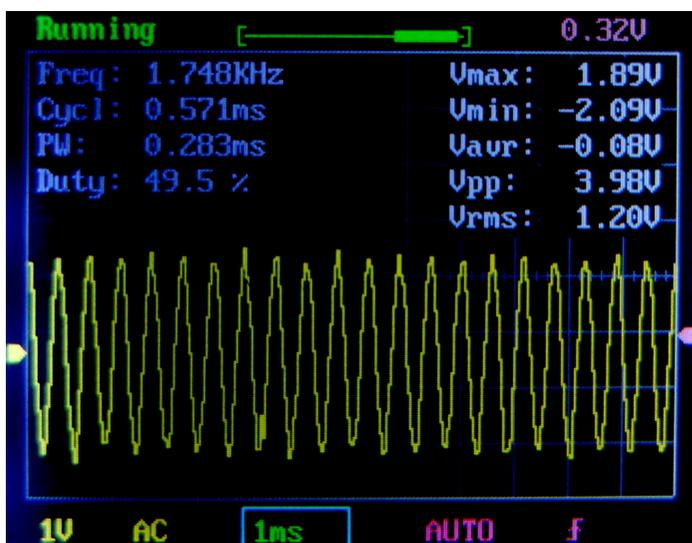 Running 0.32V
Freq: 1.748KHz Vmax: 1.89V
Cycl: 0.571ms Vmin: -2.09V
PW: 0.283ms Vavr: -0.08V
Duty: 49.5 % Vpp: 3.98V
Vrms: 1.20V
1V AC 1ms AUTO